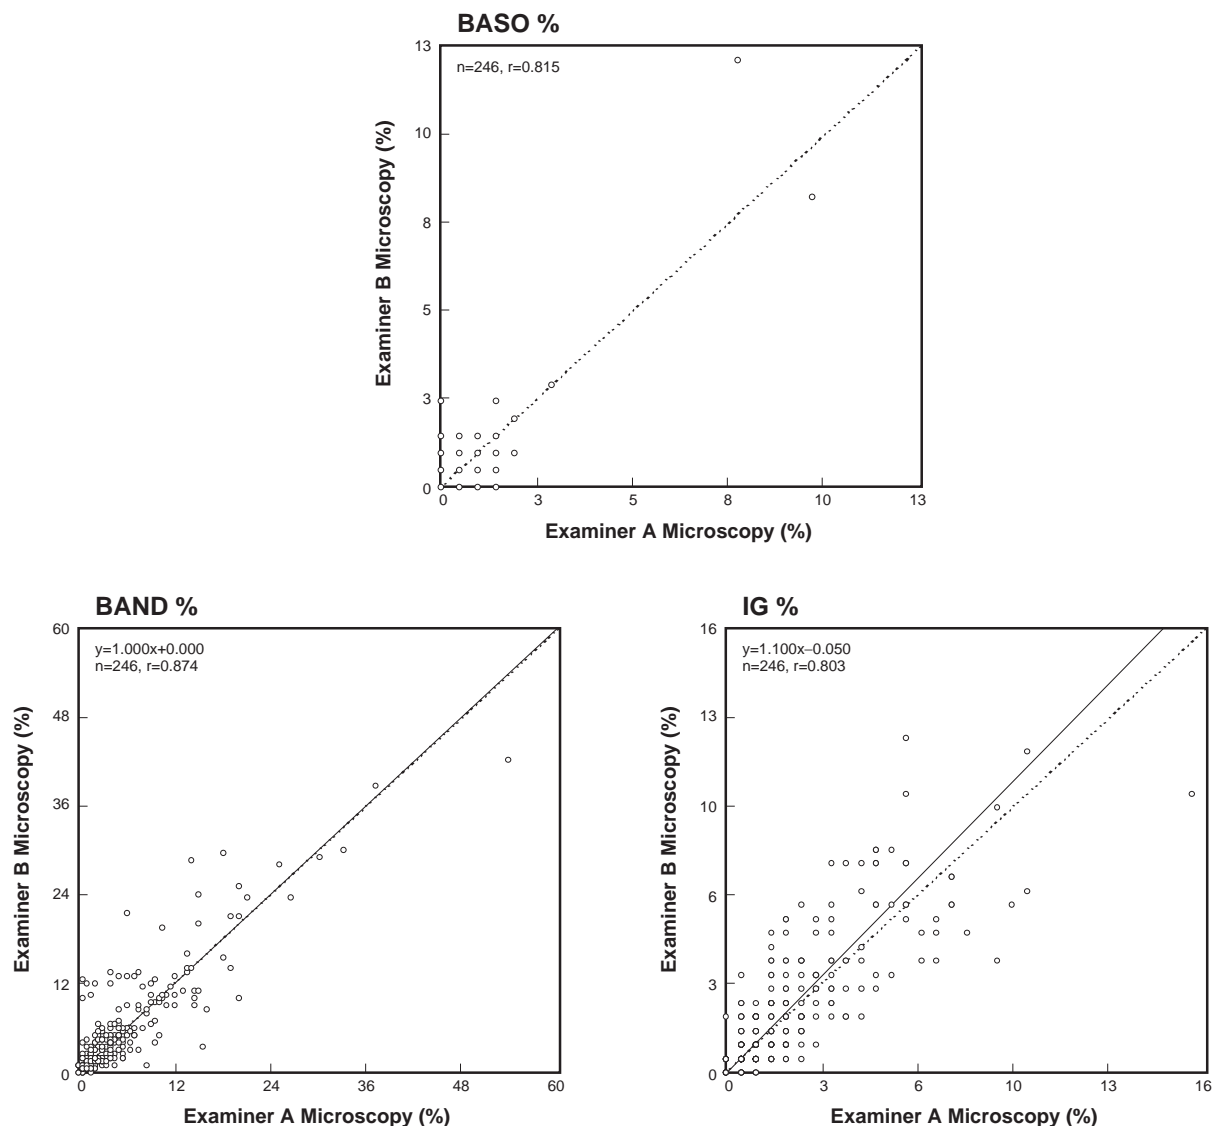 BASO %
n=246, r=0.815
13
10
8
5
3
0
Examiner B Microscopy (%)
0 3 5 8 10 13
Examiner A Microscopy (%)
BAND %
y=1.000x+0.000
n=246, r=0.874
60
48
36
24
12
0
Examiner B Microscopy (%)
0 12 24 36 48 60
Examiner A Microscopy (%)
IG %
y=1.100x–0.050
n=246, r=0.803
16
13
10
6
3
0
Examiner B Microscopy (%)
0 3 6 10 13 16
Examiner A Microscopy (%)